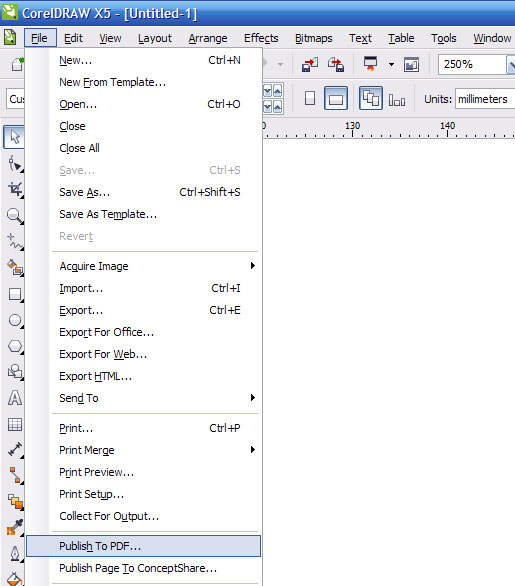 CorelDRAW X5 - [Untitled-1]
File Edit View Layout Arrange Effects Bitmaps Text Table Tools Window
New... Ctrl+N
New From Template...
250%
Open... Ctrl+O
Cus
Units: millimeters
Close
130 140
Close All
Save... Ctrl+S
Save As... Ctrl+Shift+S
Save As Template...
Revert
Acquire Image
Import... Ctrl+I
Export... Ctrl+E
Export For Office...
Export For Web...
Export HTML...
Send To
Print... Ctrl+P
Print Merge
Print Preview...
Print Setup...
Collect For Output...
Publish To PDF...
Publish Page To ConceptShare...